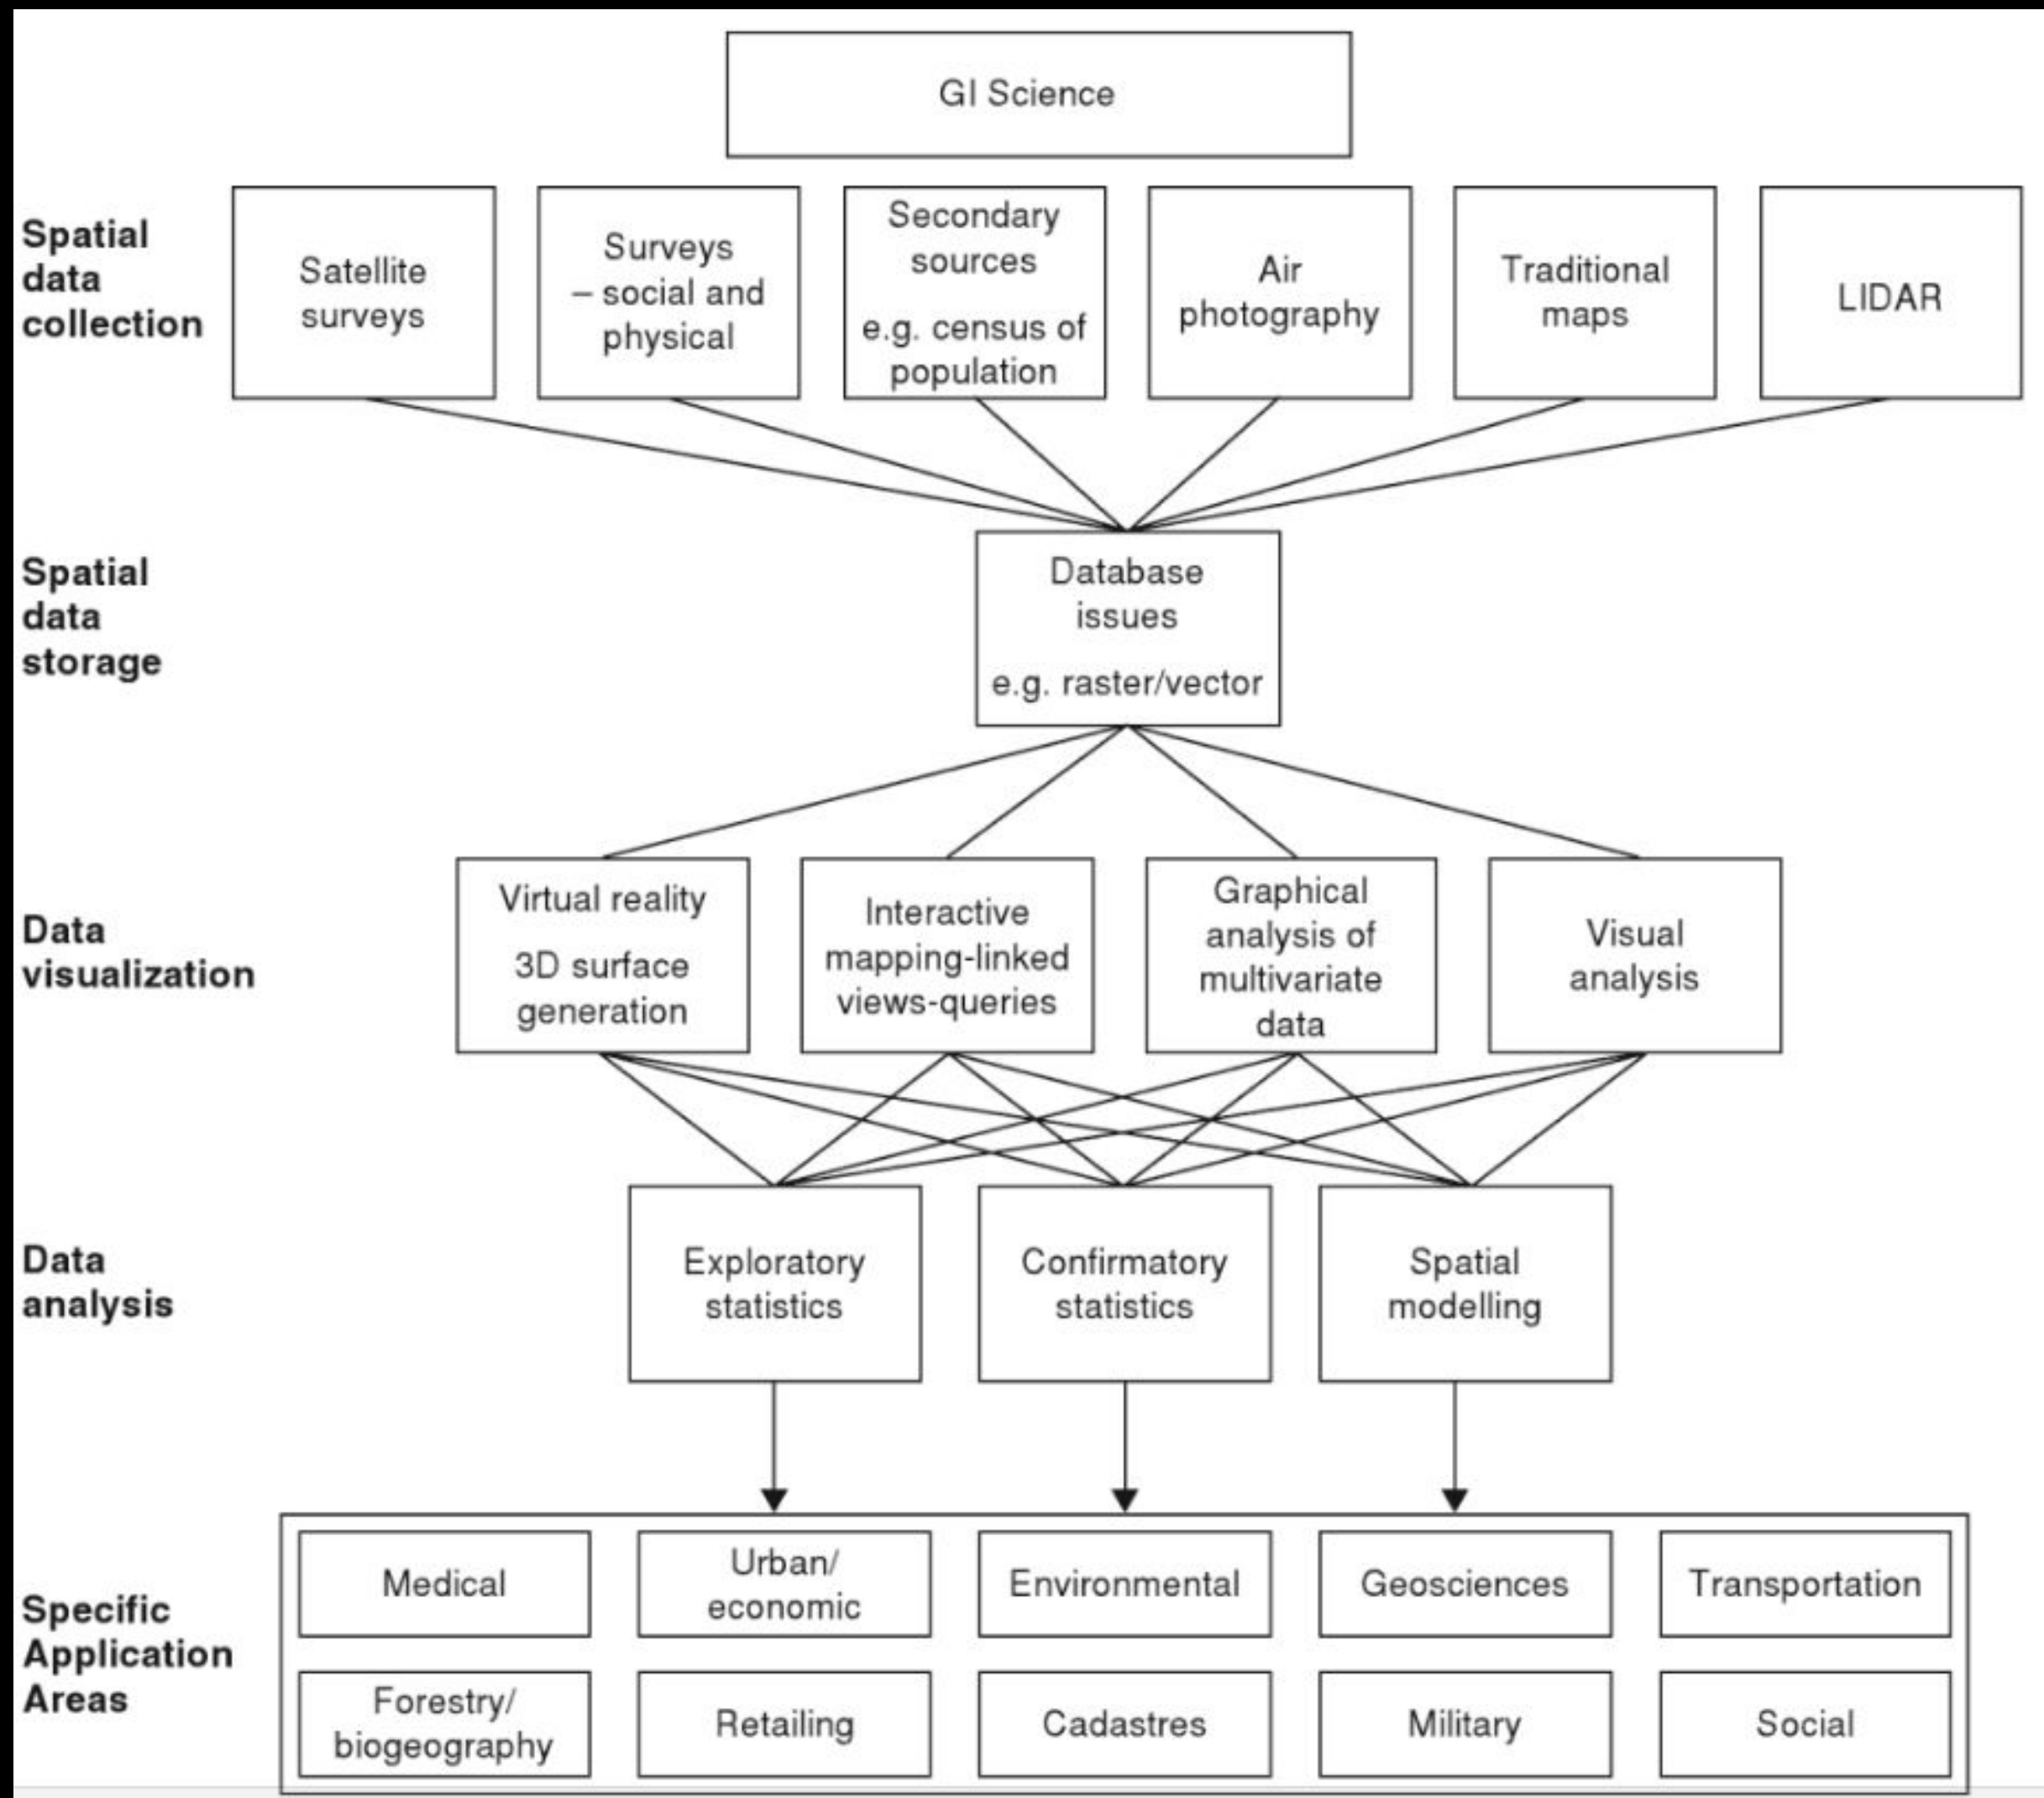 GI Science
Spatial
data
collection
Satellite
surveys
Surveys
– social and
physical
Secondary
sources
e.g. census of
population
Air
photography
Traditional
maps
LIDAR
Spatial
data
storage
Database
issues
e.g. raster/vector
Data
visualization
Virtual reality
3D surface
generation
Interactive
mapping-linked
views-queries
Graphical
analysis of
multivariate
data
Visual
analysis
Data
analysis
Exploratory
statistics
Confirmatory
statistics
Spatial
modelling
Specific
Application
Areas
Medical
Urban/
economic
Environmental
Geosciences
Transportation
Forestry/
biogeography
Retailing
Cadastres
Military
Social